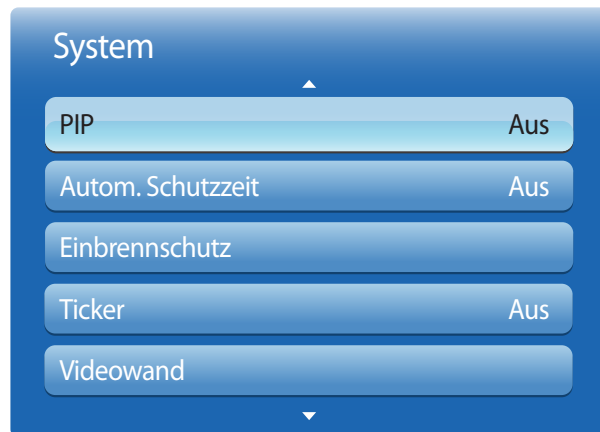 System
PIP Aus
Autom. Schutzzeit Aus
Einbrennschutz
Ticker Aus
Videowand